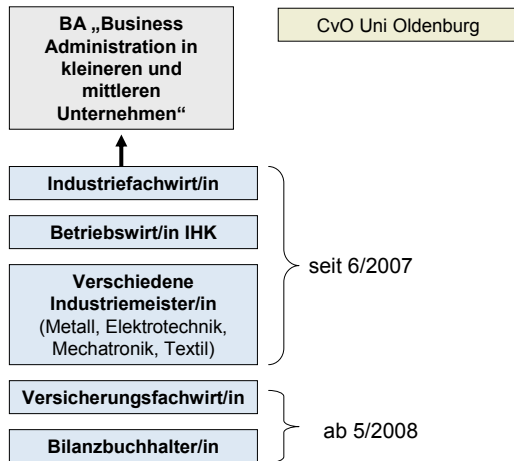 BA „Business
Administration in
kleineren und
mittleren
Unternehmen“
CvO Uni Oldenburg
Industriefachwirt/in
Betriebswirt/in IHK
Verschiedene
Industriemeister/in
(Metall, Elektrotechnik,
Mechatronik, Textil)
seit 6/2007
Versicherungsfachwirt/in
Bilanzbuchhalter/in
ab 5/2008